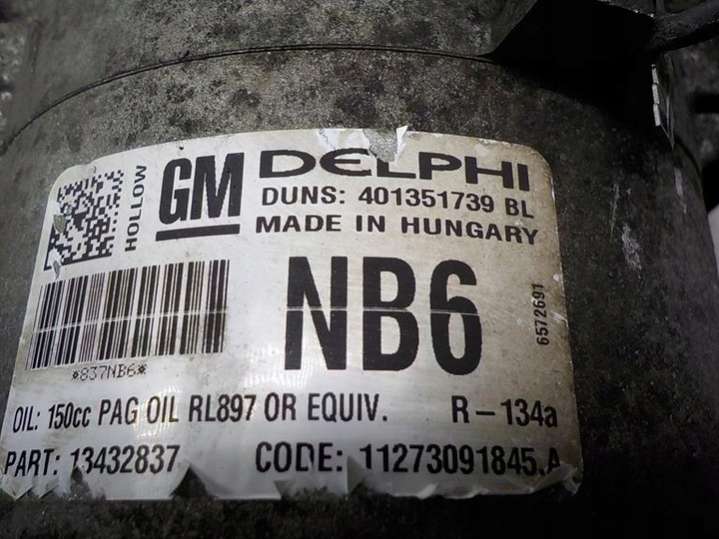 HOLLOW
GM DELPHI
DUNS: 401351739 BL
MADE IN HUNGARY
NB6
6572691
*837NB6*
OIL: 150cc PAG OIL RL897 OR EQUIV. R-134a
PART: 13432837 CODE: 11273091845.A